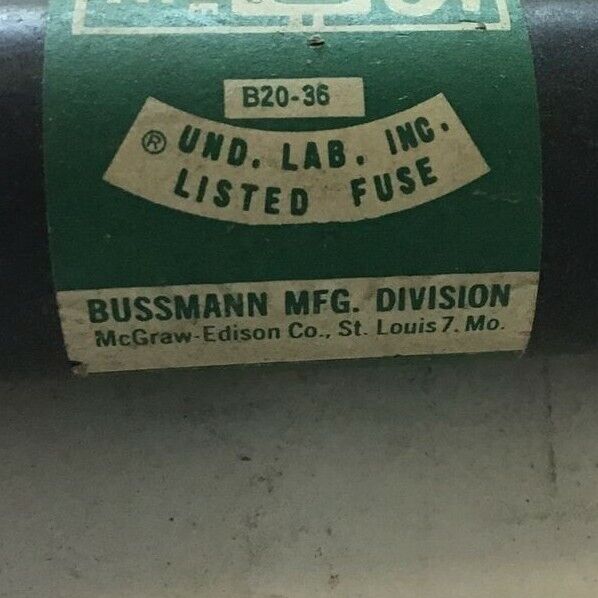 B20-36
® UND. LAB. INC.
LISTED FUSE
BUSSMANN MFG. DIVISION
McGraw-Edison Co., St. Louis 7. Mo.